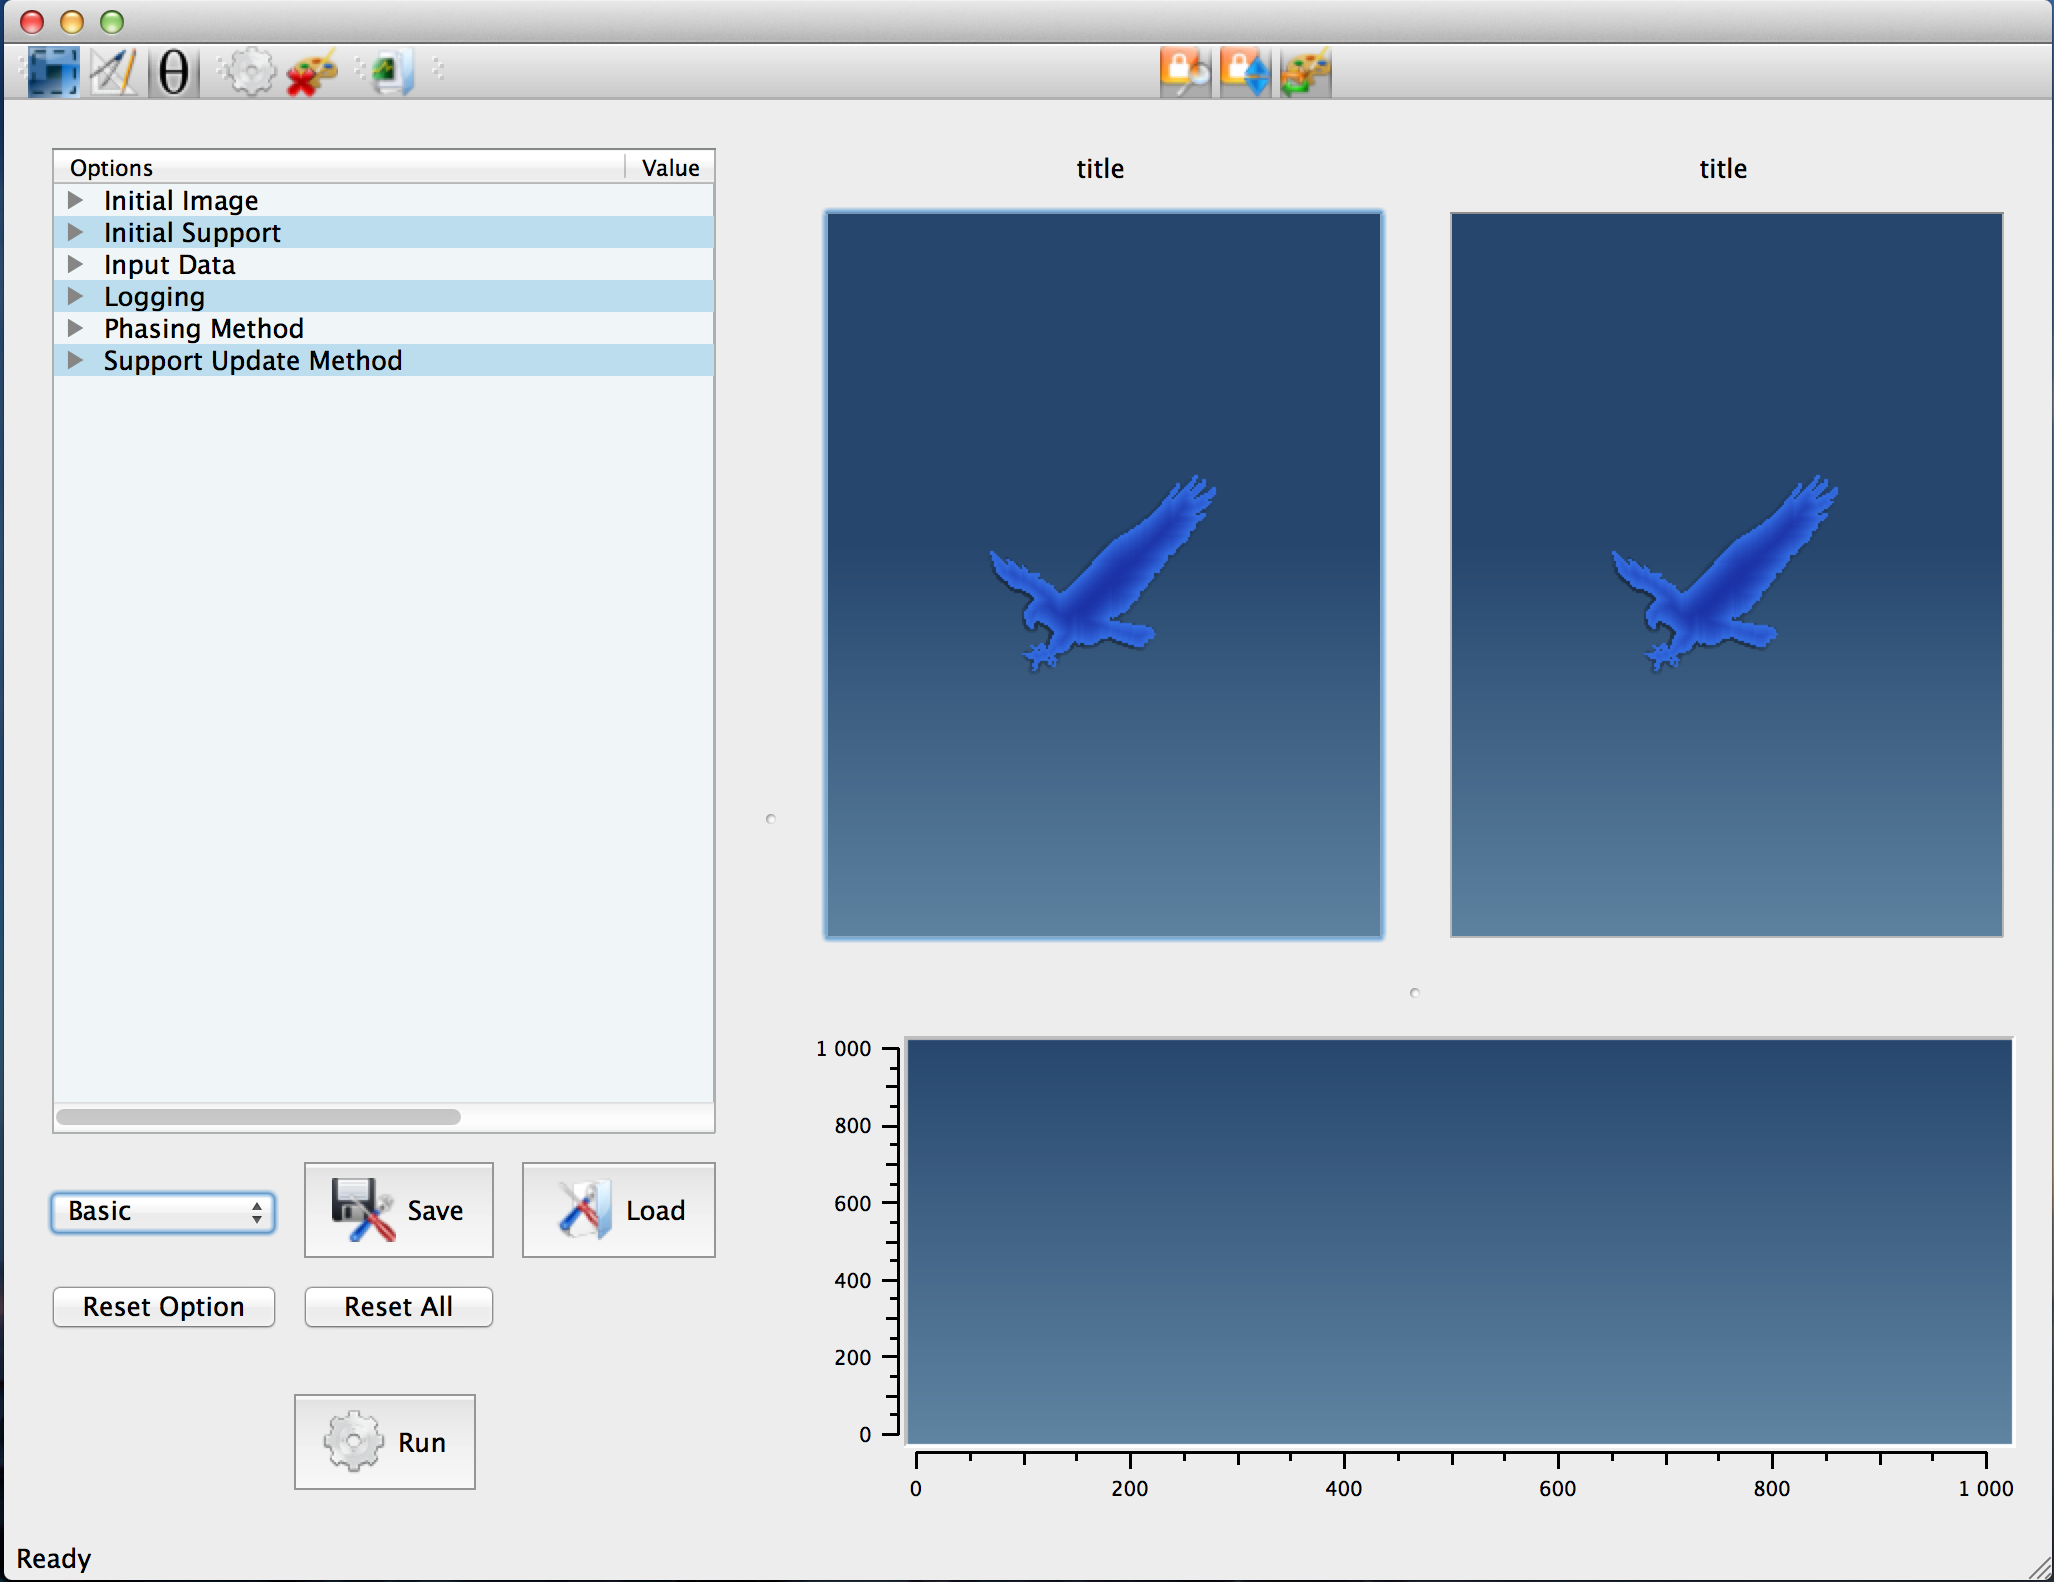 θ
Options Value
Initial Image
Initial Support
Input Data
Logging
Phasing Method
Support Update Method
Basic
Save
Load
Reset Option
Reset All
Run
title
title
1 000
800
600
400
200
0
0 200 400 600 800 1 000
Ready